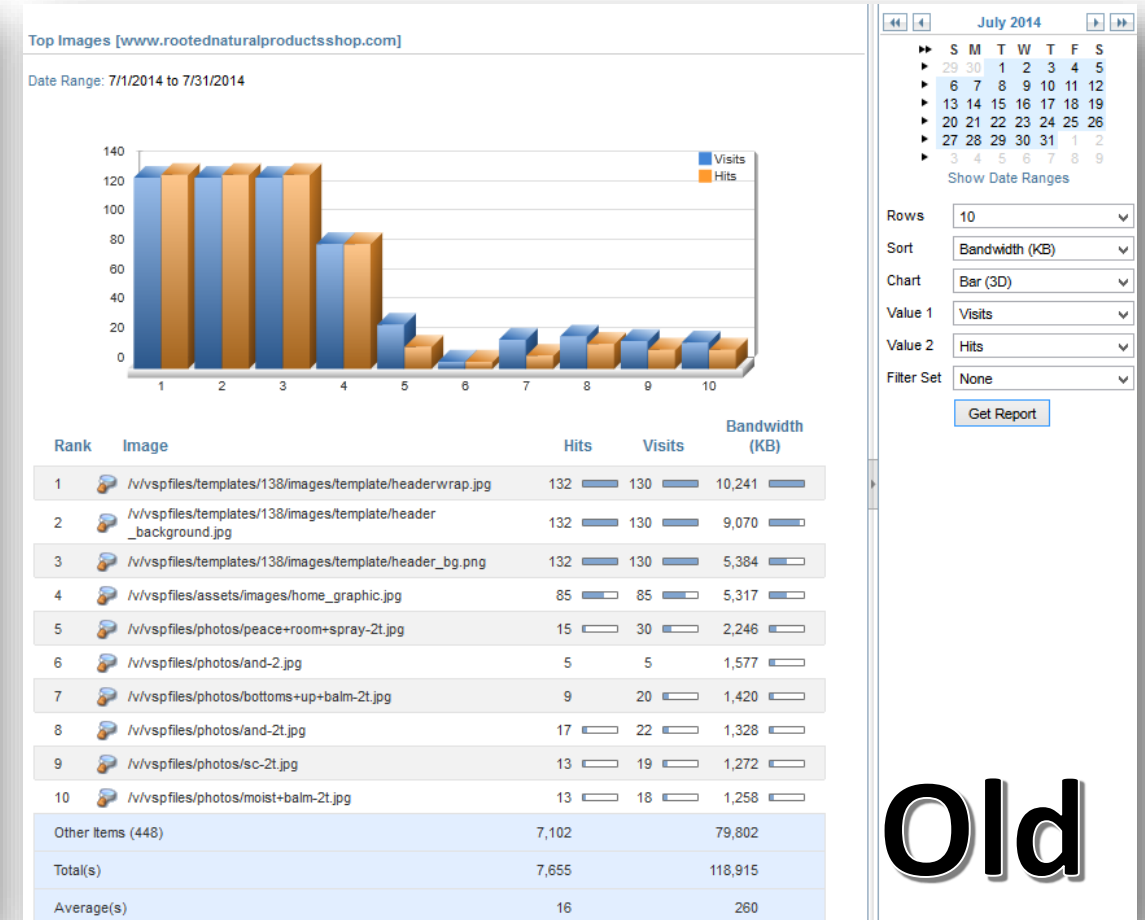 Top Images [www.rootednaturalproductsshop.com]
Date Range: 7/1/2014 to 7/31/2014
140
120
100
80
60
40
20
0
Visits
Hits
1 2 3 4 5 6 7 8 9 10
Rank Image Hits Visits Bandwidth (KB)
1 /v/vspfiles/templates/138/images/template/headerwrap.jpg 132 130 10,241
2 /v/vspfiles/templates/138/images/template/header
_background.jpg 132 130 9,070
3 /v/vspfiles/templates/138/images/template/header_bg.png 132 130 5,384
4 /v/vspfiles/assets/images/home_graphic.jpg 85 85 5,317
5 /v/vspfiles/photos/peace+room+spray-2t.jpg 15 30 2,246
6 /v/vspfiles/photos/and-2.jpg 5 5 1,577
7 /v/vspfiles/photos/bottoms+up+balm-2t.jpg 9 20 1,420
8 /v/vspfiles/photos/and-2t.jpg 17 22 1,328
9 /v/vspfiles/photos/sc-2t.jpg 13 19 1,272
10 /v/vspfiles/photos/moist+balm-2t.jpg 13 18 1,258
Other Items (448) 7,102 79,802
Total(s) 7,655 118,915
Average(s) 16 260
July 2014
S M T W T F S
29 30 1 2 3 4 5
6 7 8 9 10 11 12
13 14 15 16 17 18 19
20 21 22 23 24 25 26
27 28 29 30 31 1 2
3 4 5 6 7 8 9
Show Date Ranges
Rows 10
Sort Bandwidth (KB)
Chart Bar (3D)
Value 1 Visits
Value 2 Hits
Filter Set None
Get Report
Old